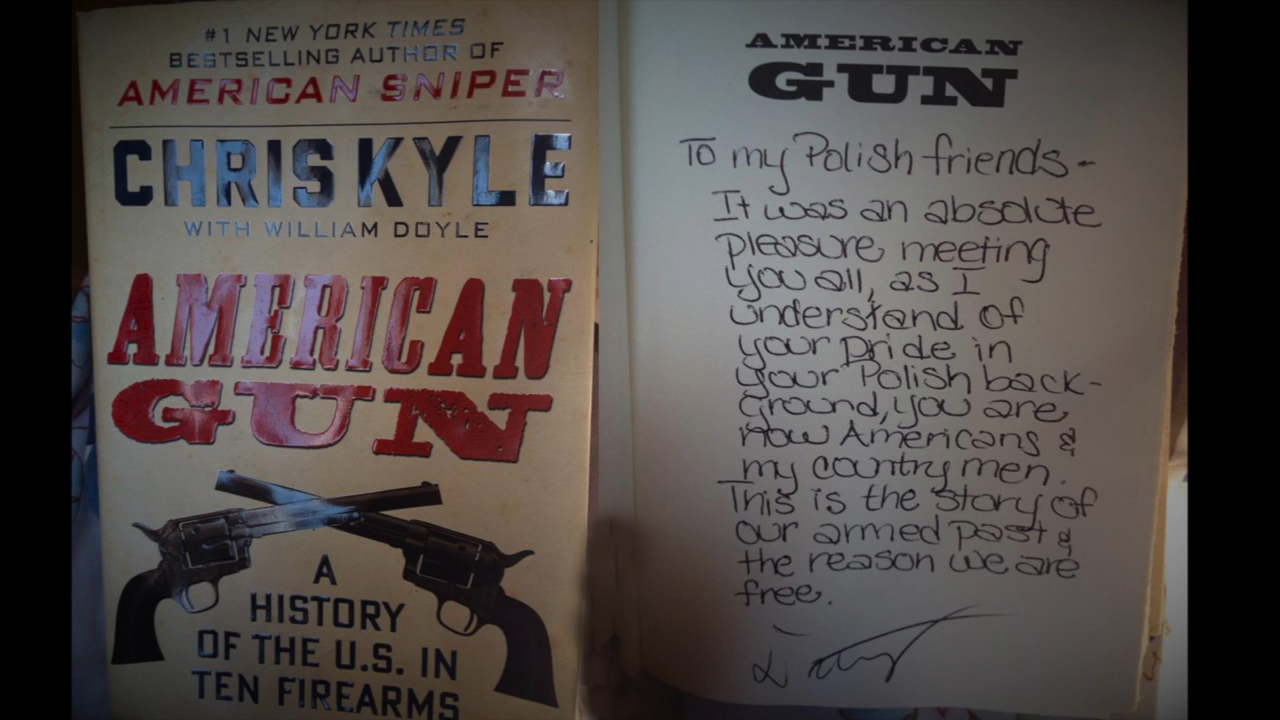 #1 NEW YORK TIMES
BESTSELLING AUTHOR OF
AMERICAN SNIPER
CHRIS KYLE
WITH WILLIAM DOYLE
AMERICAN
GUN
A
HISTORY
OF THE U.S. IN
TEN FIREARMS
AMERICAN
GUN
To my Polish friends-
It was an absolute
pleasure meeting
you all, as I
understand of
your pride in
your Polish back-
ground, you are
now Americans &
my country men.
This is the story of
our armed past &
the reason we are
free.